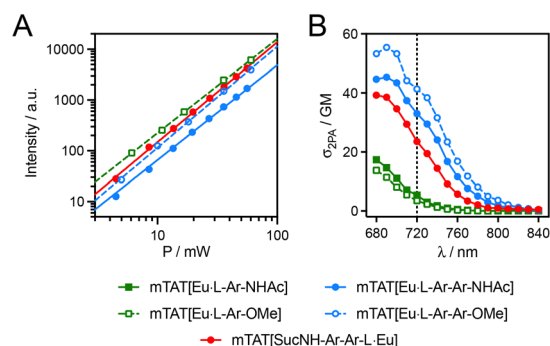 A
B
Intensity / a.u.
10000
1000
100
10
10
100
P / mW
σ2PA / GM
60
40
20
0
680
720
760
800
840
λ / nm
mTAT[Eu·L-Ar-NHAc]
mTAT[Eu·L-Ar-Ar-NHAc]
mTAT[Eu·L-Ar-OMe]
mTAT[Eu·L-Ar-Ar-OMe]
mTAT[SucNH-Ar-Ar-L·Eu]